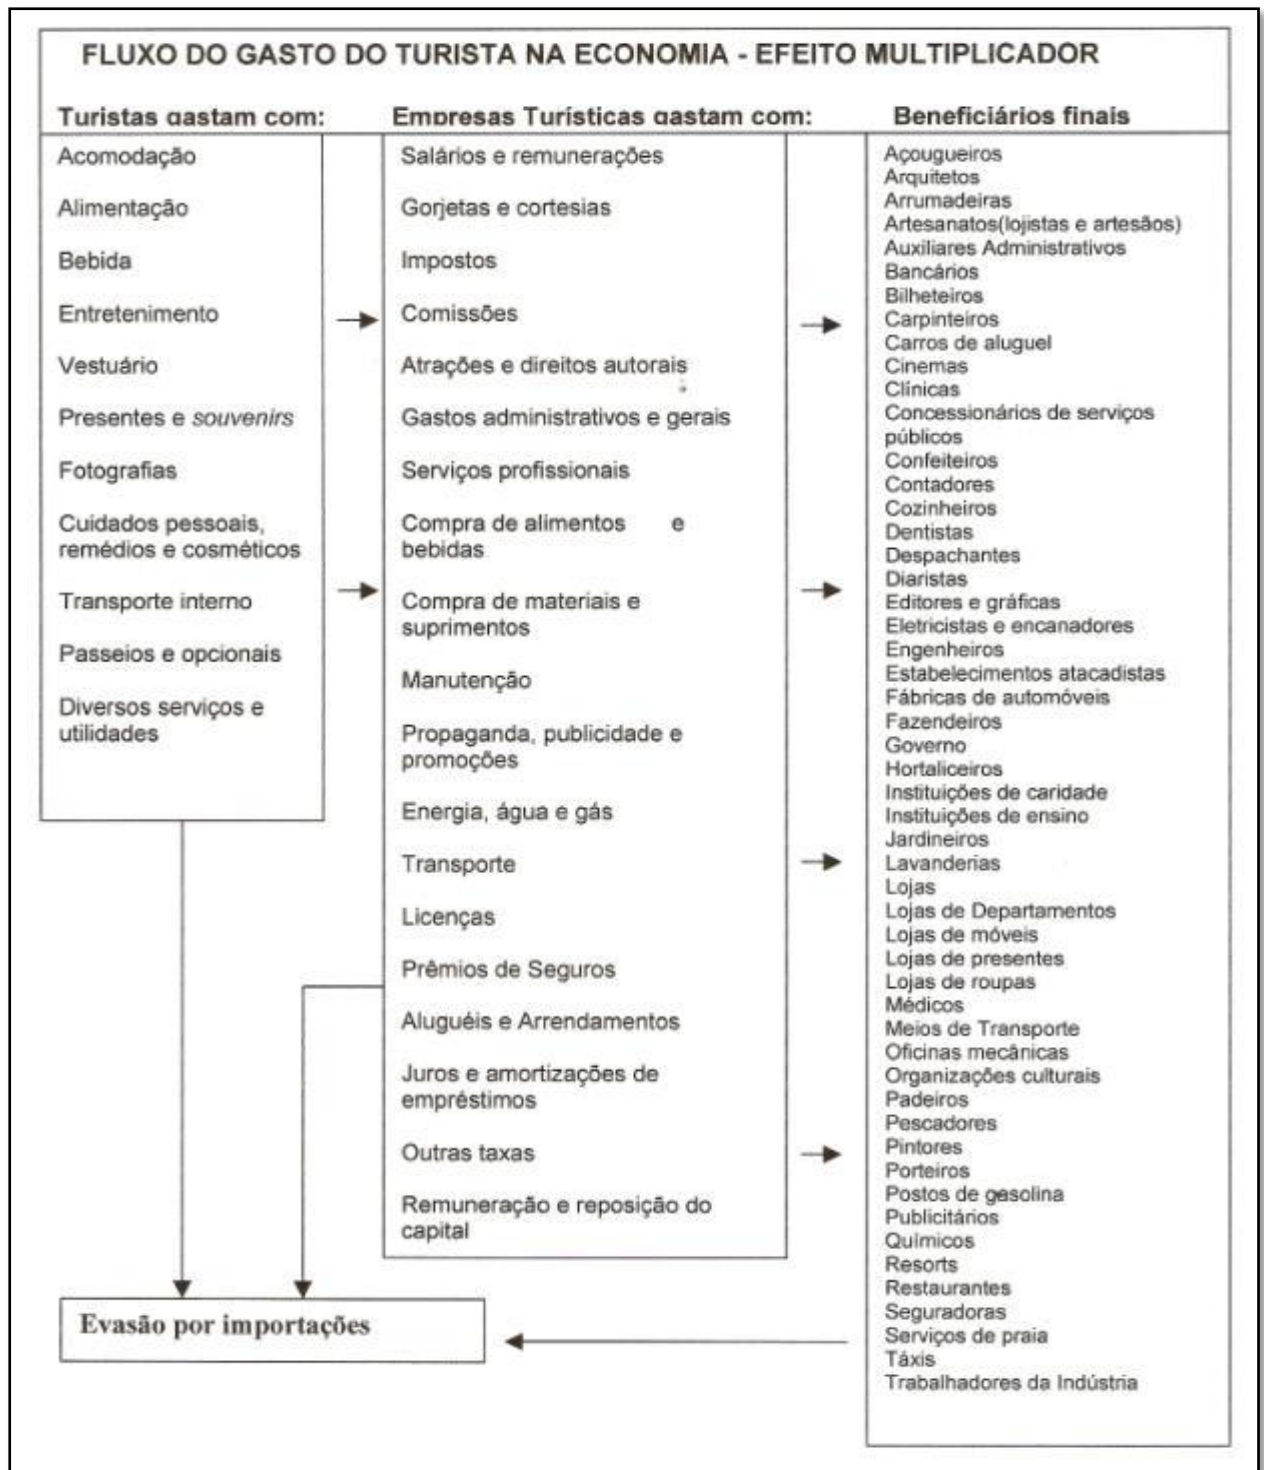 FLUXO DO GASTO DO TURISTA NA ECONOMIA - EFEITO MULTIPLICADOR
Turistas gastam com:
Acomodação
Alimentação
Bebida
Entretenimento
Vestuário
Presentes e souvenirs
Fotografias
Cuidados pessoais,
remédios e cosméticos
Transporte interno
Passeios e opcionais
Diversos serviços e
utilidades
Empresas Turísticas gastam com:
Salários e remunerações
Gorjetas e cortesias
Impostos
Comissões
Atrações e direitos autorais
Gastos administrativos e gerais
Serviços profissionais
Compra de alimentos e
bebidas
Compra de materiais e
suprimentos
Manutenção
Propaganda, publicidade e
promoções
Energia, água e gás
Transporte
Licenças
Prêmios de Seguros
Aluguéis e Arrendamentos
Juros e amortizações de
empréstimos
Outras taxas
Remuneração e reposição do
capital
Beneficiários finais
Açougueiros
Arquitetos
Arrumadeiras
Artesanatos(lojistas e artesãos)
Auxiliares Administrativos
Bancários
Bilheteiros
Carpinteiros
Carros de aluguel
Cinemas
Clínicas
Concessionários de serviços
públicos
Confeiteiros
Contadores
Cozinheiros
Dentistas
Despachantes
Diaristas
Editores e gráficas
Eletricistas e encanadores
Engenheiros
Estabelecimentos atacadistas
Fábricas de automóveis
Fazendeiros
Governo
Hortaliceiros
Instituições de caridade
Instituições de ensino
Jardineiros
Lavanderias
Lojas
Lojas de Departamentos
Lojas de móveis
Lojas de presentes
Lojas de roupas
Médicos
Meios de Transporte
Oficinas mecânicas
Organizações culturais
Padeiros
Pescadores
Pintores
Porteiros
Postos de gasolina
Publicitários
Químicos
Resorts
Restaurantes
Seguradoras
Serviços de praia
Táxis
Trabalhadores da Indústria
Evasão por importações